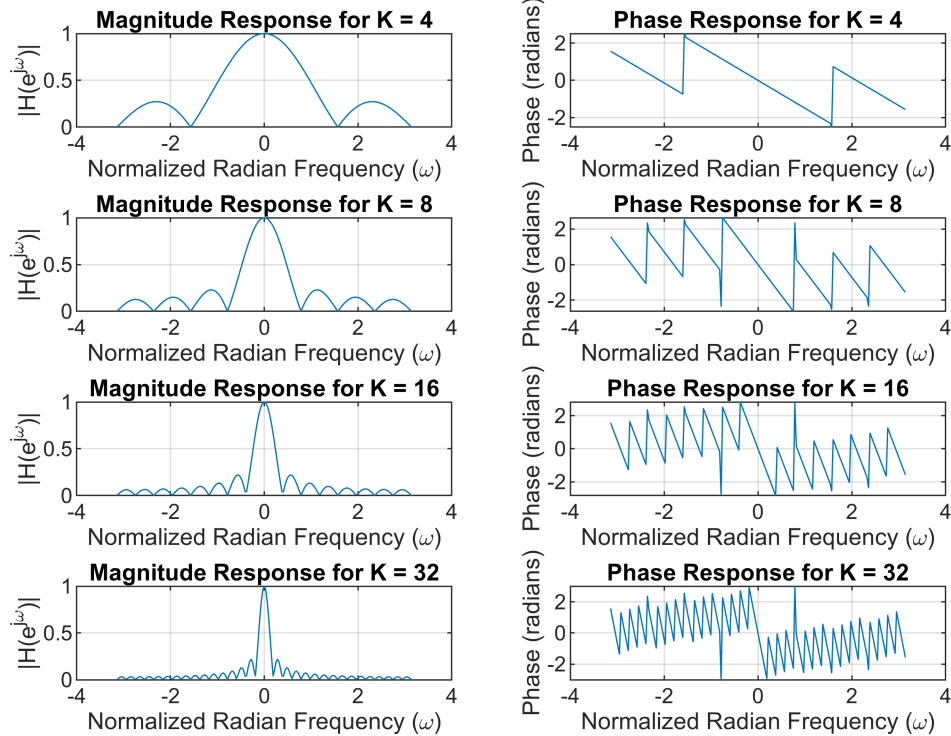 Magnitude Response for K = 4
|H(e^jω)|
1
0.5
0
-4 -2 0 2 4
Normalized Radian Frequency (ω)
Phase Response for K = 4
Phase (radians)
2
0
-2
-4 -2 0 2 4
Normalized Radian Frequency (ω)
Magnitude Response for K = 8
|H(e^jω)|
1
0.5
0
-4 -2 0 2 4
Normalized Radian Frequency (ω)
Phase Response for K = 8
Phase (radians)
2
0
-2
-4 -2 0 2 4
Normalized Radian Frequency (ω)
Magnitude Response for K = 16
|H(e^jω)|
1
0.5
0
-4 -2 0 2 4
Normalized Radian Frequency (ω)
Phase Response for K = 16
Phase (radians)
2
0
-2
-4 -2 0 2 4
Normalized Radian Frequency (ω)
Magnitude Response for K = 32
|H(e^jω)|
1
0.5
0
-4 -2 0 2 4
Normalized Radian Frequency (ω)
Phase Response for K = 32
Phase (radians)
2
0
-2
-4 -2 0 2 4
Normalized Radian Frequency (ω)